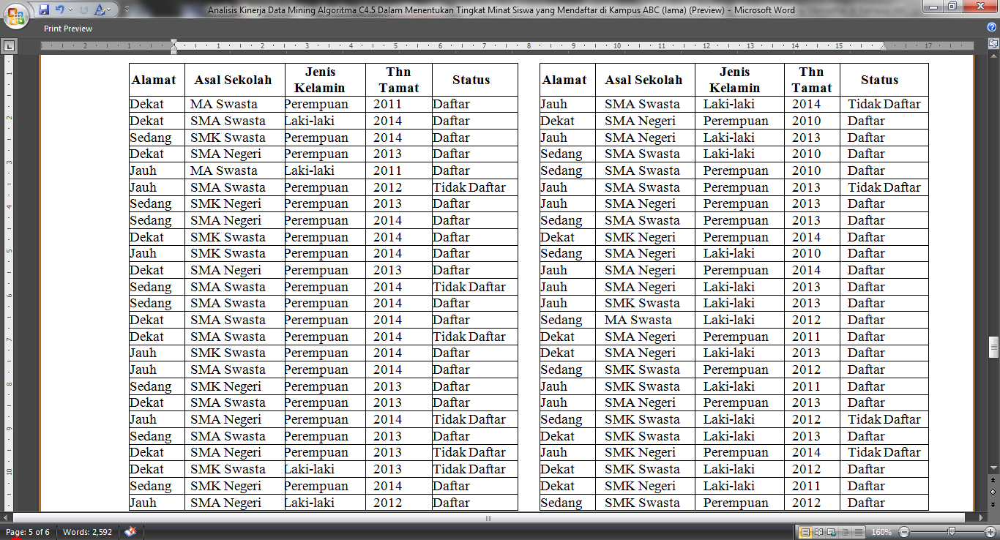 Analisis Kinerja Data Mining Algoritma C4.5 Dalam Menentukan Tingkat Minat Siswa yang Mendaftar di Kampus ABC (lama) (Preview) - Microsoft Word
Print Preview
2 1 1 2 3 4 5 6 7 8 9 10 11 12 13 14 15 17
Alamat Asal Sekolah Jenis Kelamin Thn Tamat Status
Dekat MA Swasta Perempuan 2011 Daftar
Dekat SMA Swasta Laki-laki 2014 Daftar
Sedang SMK Swasta Perempuan 2014 Daftar
Dekat SMA Negeri Perempuan 2013 Daftar
Jauh MA Swasta Laki-laki 2011 Daftar
Jauh SMA Swasta Perempuan 2012 Tidak Daftar
Sedang SMK Negeri Perempuan 2013 Daftar
Sedang SMA Negeri Perempuan 2014 Daftar
Dekat SMK Swasta Perempuan 2014 Daftar
Jauh SMK Swasta Perempuan 2014 Daftar
Dekat SMA Negeri Perempuan 2013 Daftar
Sedang SMA Swasta Perempuan 2014 Tidak Daftar
Sedang SMA Swasta Perempuan 2014 Daftar
Dekat SMA Swasta Perempuan 2014 Daftar
Dekat SMA Swasta Perempuan 2014 Tidak Daftar
Jauh SMK Swasta Perempuan 2014 Daftar
Jauh SMA Swasta Perempuan 2014 Daftar
Sedang SMK Negeri Perempuan 2013 Daftar
Dekat SMA Swasta Perempuan 2013 Daftar
Jauh SMA Negeri Perempuan 2014 Tidak Daftar
Sedang SMA Swasta Perempuan 2013 Daftar
Dekat SMA Negeri Perempuan 2013 Tidak Daftar
Dekat SMK Swasta Laki-laki 2013 Tidak Daftar
Sedang SMK Negeri Perempuan 2014 Daftar
Jauh SMA Negeri Laki-laki 2012 Daftar
Alamat Asal Sekolah Jenis Kelamin Thn Tamat Status
Jauh SMA Swasta Laki-laki 2014 Tidak Daftar
Dekat SMA Negeri Perempuan 2010 Daftar
Jauh SMA Negeri Laki-laki 2013 Daftar
Sedang SMA Swasta Laki-laki 2010 Daftar
Sedang SMA Swasta Perempuan 2010 Daftar
Jauh SMA Swasta Perempuan 2013 Tidak Daftar
Jauh SMA Negeri Perempuan 2013 Daftar
Sedang SMA Swasta Perempuan 2013 Daftar
Dekat SMK Negeri Perempuan 2014 Daftar
Sedang SMA Negeri Laki-laki 2010 Daftar
Jauh SMA Negeri Perempuan 2014 Daftar
Jauh SMA Negeri Laki-laki 2013 Daftar
Jauh SMK Swasta Laki-laki 2013 Daftar
Sedang MA Swasta Laki-laki 2012 Daftar
Dekat SMA Negeri Perempuan 2011 Daftar
Dekat SMA Negeri Laki-laki 2013 Daftar
Sedang SMK Swasta Perempuan 2012 Daftar
Jauh SMK Swasta Laki-laki 2011 Daftar
Jauh SMA Negeri Perempuan 2013 Daftar
Sedang SMK Swasta Laki-laki 2012 Tidak Daftar
Dekat SMK Swasta Laki-laki 2013 Daftar
Jauh SMK Negeri Perempuan 2014 Tidak Daftar
Dekat SMK Swasta Laki-laki 2012 Daftar
Dekat SMK Negeri Laki-laki 2011 Daftar
Sedang SMK Swasta Perempuan 2012 Daftar
Page: 5 of 6 Words: 2,592 160%